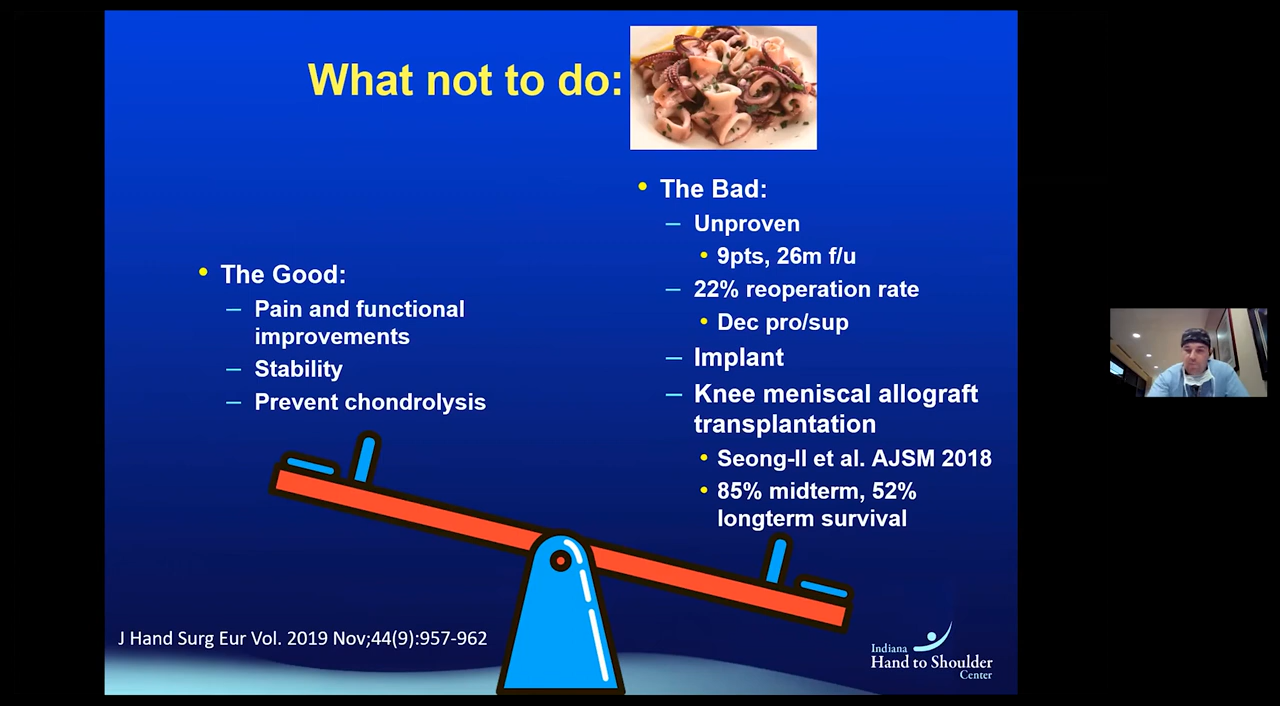 What not to do:
The Good:
Pain and functional
improvements
Stability
Prevent chondrolysis
The Bad:
Unproven
9pts, 26m f/u
22% reoperation rate
Dec pro/sup
Implant
Knee meniscal allograft
transplantation
Seong-Il et al. AJSM 2018
85% midterm, 52%
longterm survival
J Hand Surg Eur Vol. 2019 Nov;44(9):957-962
Indiana
Hand to Shoulder
Center